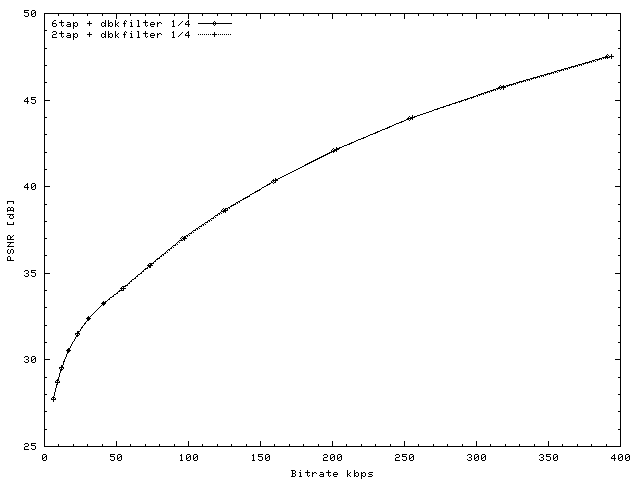 6tap + dbkfilter 1/4
2tap + dbkfilter 1/4
50
45
40
35
30
25
PSNR [dB]
0 50 100 150 200 250 300 350 400
Bitrate kbps